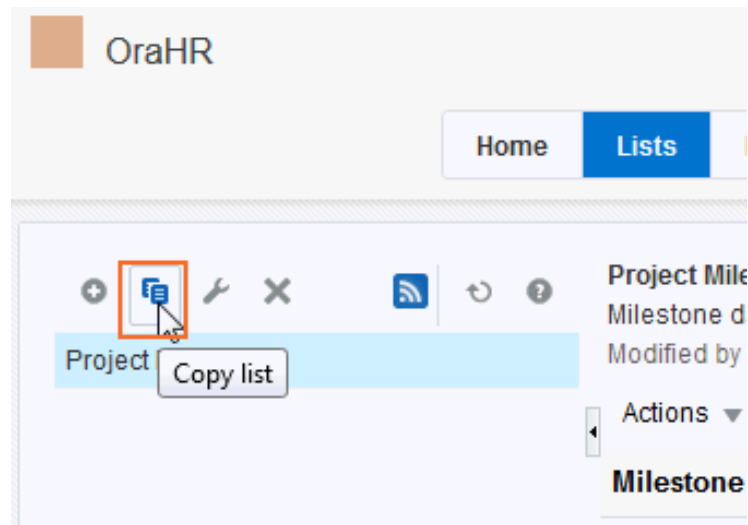 OraHR
Home
Lists
Project
Copy list
Project Mile
Milestone d
Modified by
Actions
Milestone